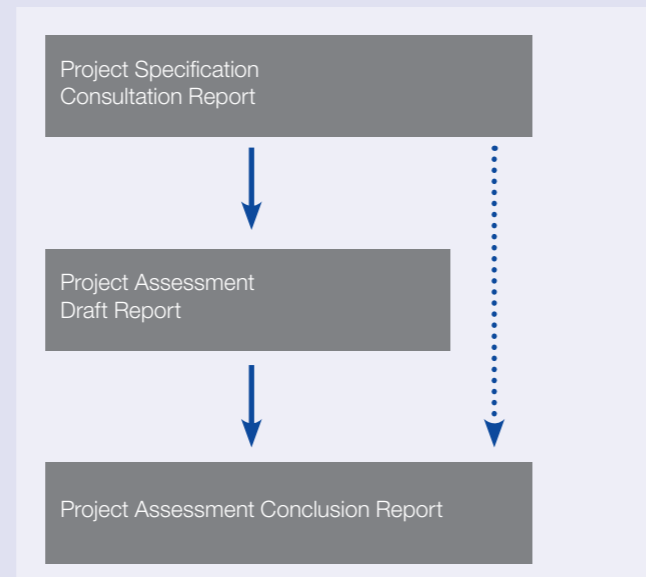 Project Specification
Consultation Report
Project Assessment
Draft Report
Project Assessment Conclusion Report